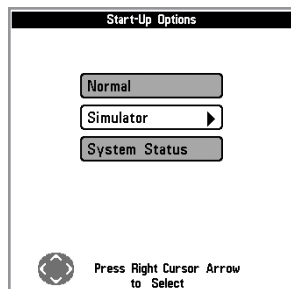 Start-Up Options
Normal
Simulator
System Status
Press Right Cursor Arrow
to Select